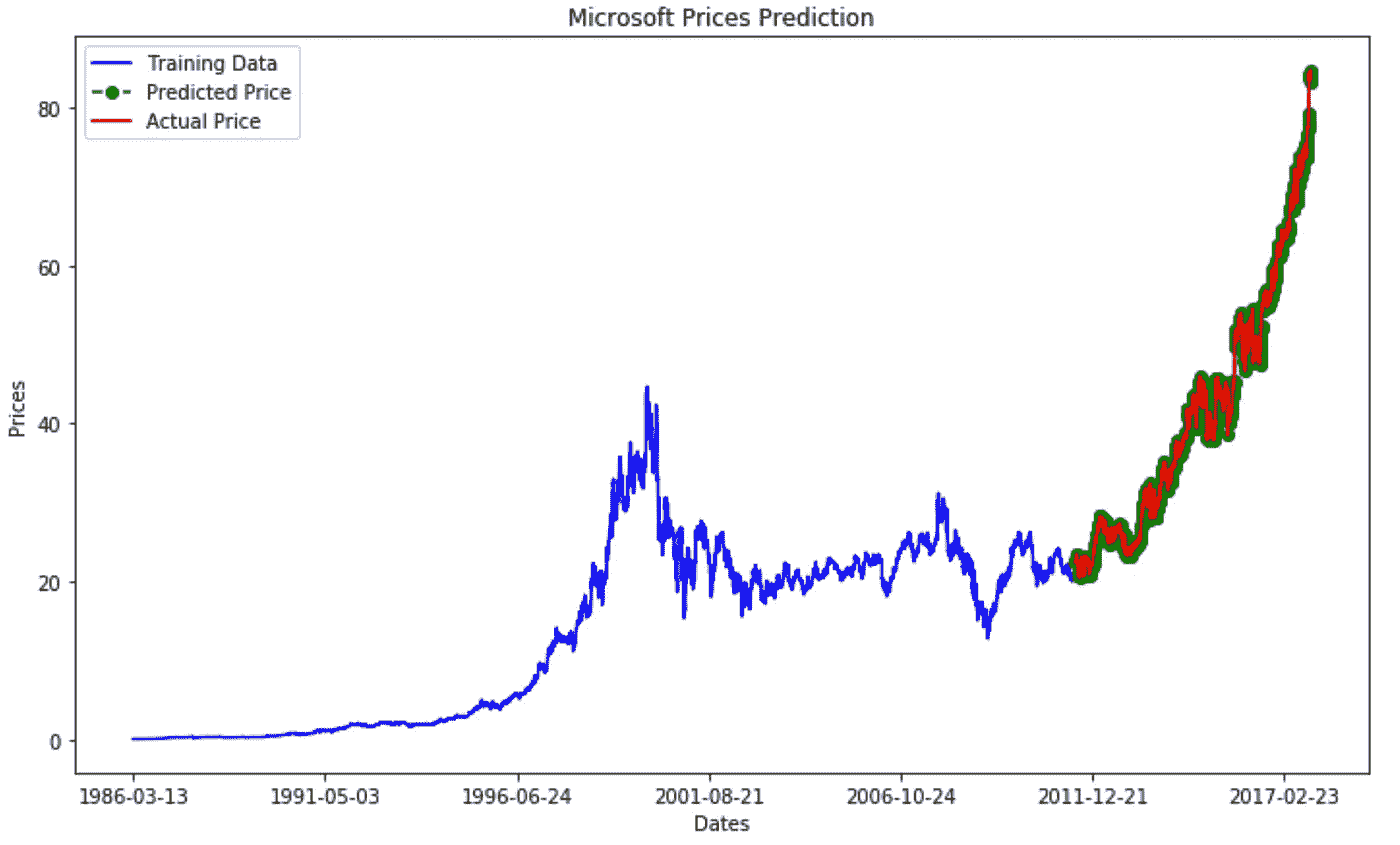 Microsoft Prices Prediction
Training Data
Predicted Price
Actual Price
80
60
40
20
0
Prices
1986-03-13 1991-05-03 1996-06-24 2001-08-21 2006-10-24 2011-12-21 2017-02-23
Dates